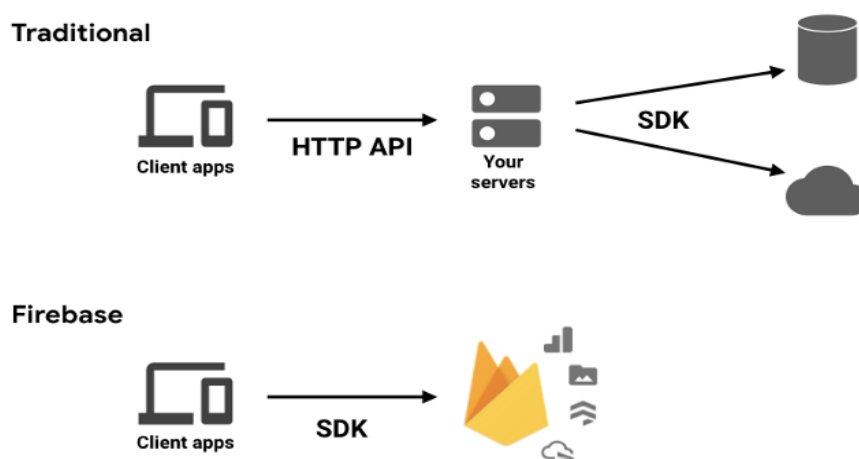 Traditional
Client apps
HTTP API
Your
servers
SDK
Firebase
Client apps
SDK